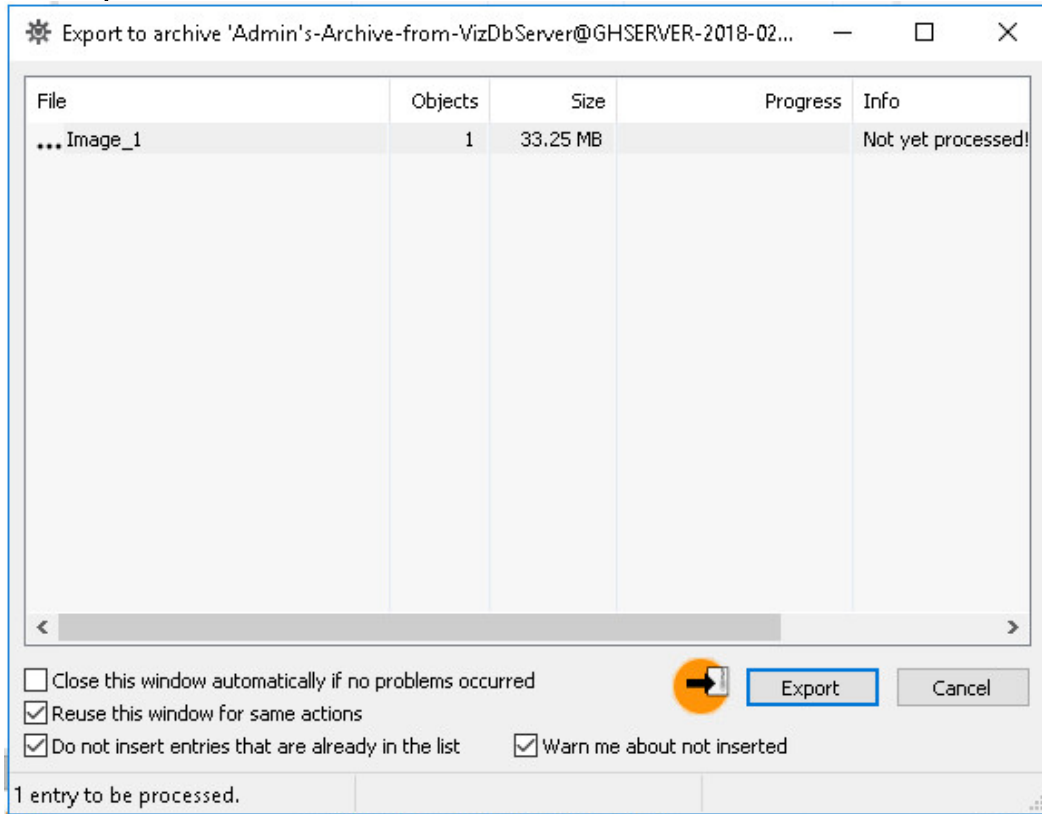 Export to archive 'Admin's-Archive-from-VizDbServer@GHSERVER-2018-02...
File Objects Size Progress Info
... Image_1 1 33.25 MB Not yet processed!
Close this window automatically if no problems occurred
Export Cancel
Reuse this window for same actions
Do not insert entries that are already in the list Warn me about not inserted
1 entry to be processed.